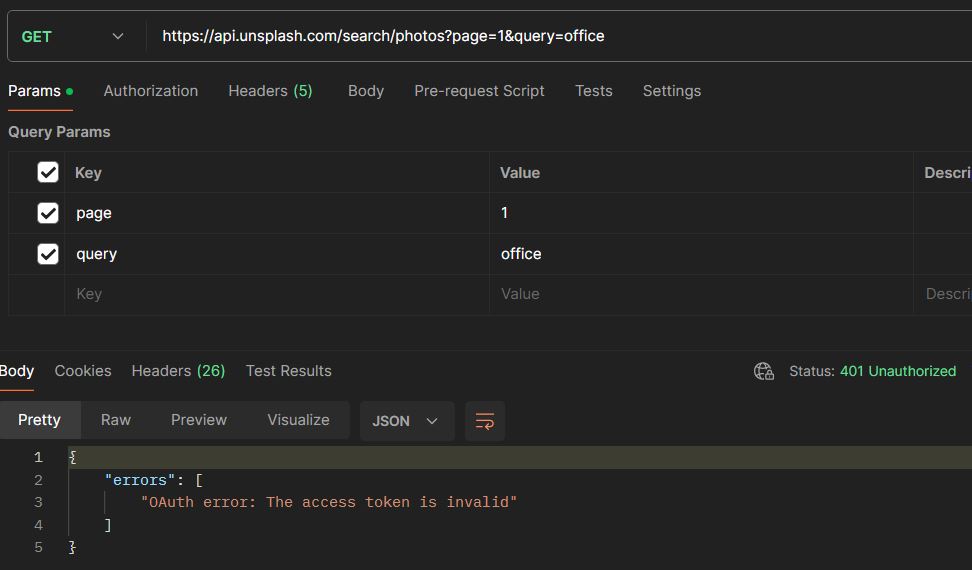 GET https://api.unsplash.com/search/photos?page=1&query=office
Params Authorization Headers (5) Body Pre-request Script Tests Settings
Query Params
Key Value Descri
page 1
query office
Key Value Descri
Body Cookies Headers (26) Test Results Status: 401 Unauthorized
Pretty Raw Preview Visualize JSON
1 {
2 "errors": [
3 "OAuth error: The access token is invalid"
4 ]
5 }